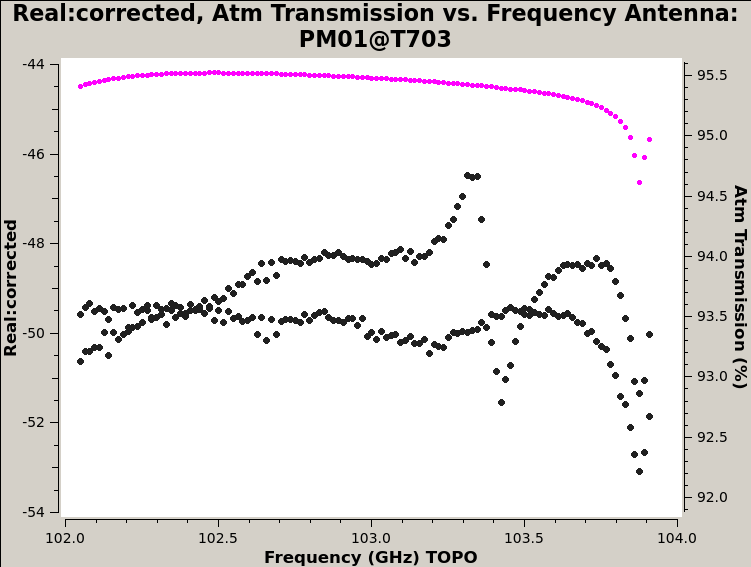 Real:corrected, Atm Transmission vs. Frequency Antenna:
PM01@T703
-44
-46
-48
-50
-52
-54
Real:corrected
95.5
95.0
94.5
94.0
93.5
93.0
92.5
92.0
Atm Transmission (%)
102.0 102.5 103.0 103.5 104.0
Frequency (GHz) TOPO